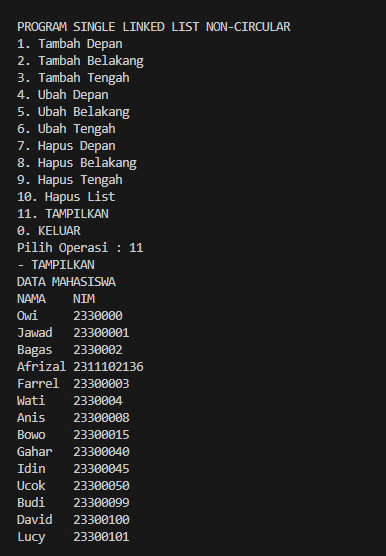 PROGRAM SINGLE LINKED LIST NON-CIRCULAR
1. Tambah Depan
2. Tambah Belakang
3. Tambah Tengah
4. Ubah Depan
5. Ubah Belakang
6. Ubah Tengah
7. Hapus Depan
8. Hapus Belakang
9. Hapus Tengah
10. Hapus List
11. TAMPILKAN
0. KELUAR
Pilih Operasi : 11
- TAMPILKAN
DATA MAHASISWA
NAMA    NIM
Owi     2330000
Jawad   23300001
Bagas   2330002
Afrizal 2311102136
Farrel  23300003
Wati    2330004
Anis    23300008
Bowo    23300015
Gahar   23300040
Idin    23300045
Ucok    23300050
Budi    23300099
David   23300100
Lucy    23300101